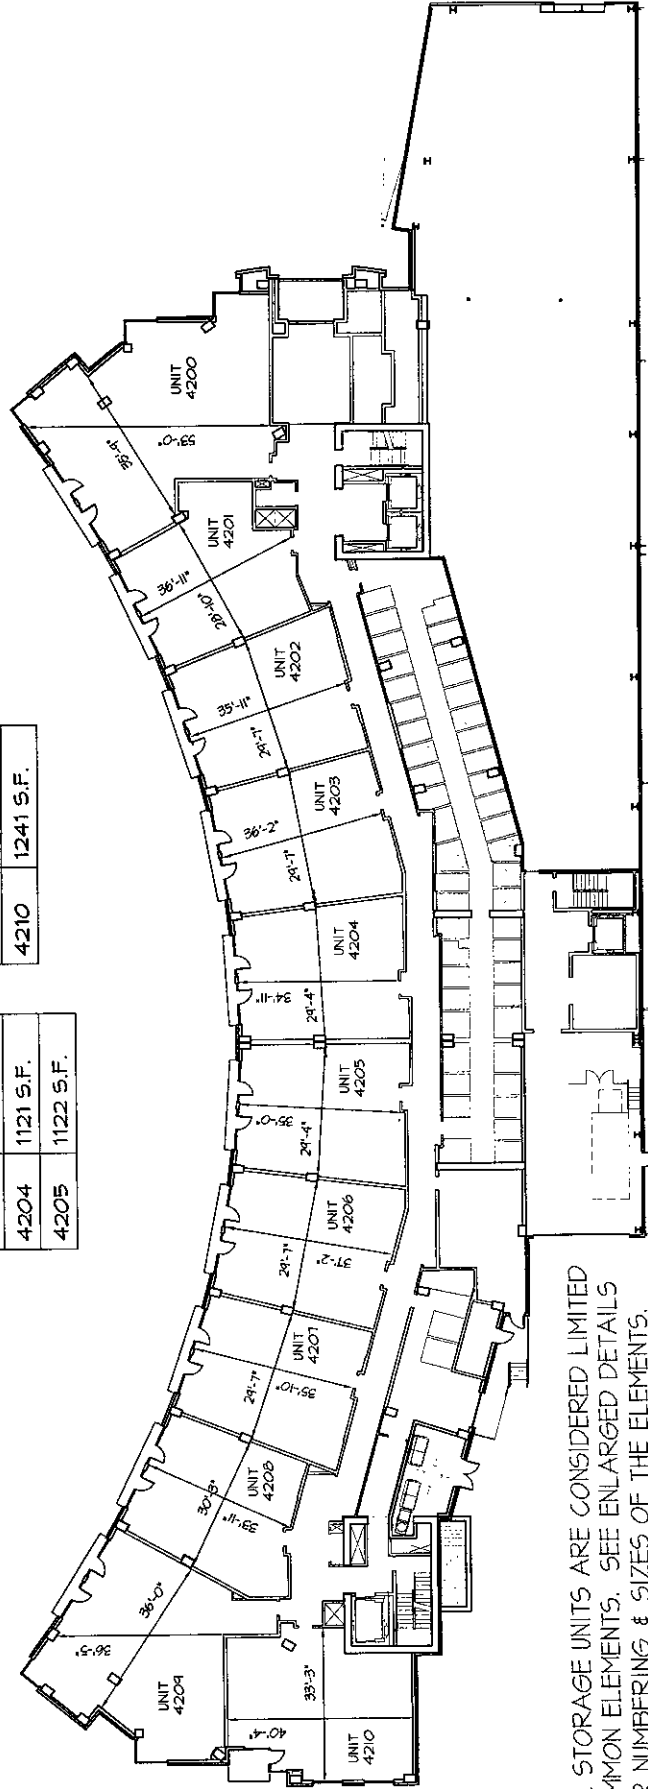 4210 1241 S.F.
4204 1121 S.F.
4205 1122 S.F.
UNIT
4200
53'-0"
35'-9"
UNIT
4201
36'-11"
28'-10"
UNIT
4202
35'-11"
29'-7"
UNIT
4203
36'-2"
29'-7"
UNIT
4204
34'-11"
29'-4"
UNIT
4205
35'-0"
29'-4"
UNIT
4206
37'-2"
29'-7"
UNIT
4207
35'-10"
29'-7"
UNIT
4208
33'-11"
30'-3"
UNIT
4209
36'-0"
36'-5"
UNIT
4210
33'-3"
40'-4"
STORAGE UNITS ARE CONSIDERED LIMITED
ELEMENTS. SEE ENLARGED DETAILS
NUMBERING & SIZES OF THE ELEMENTS.